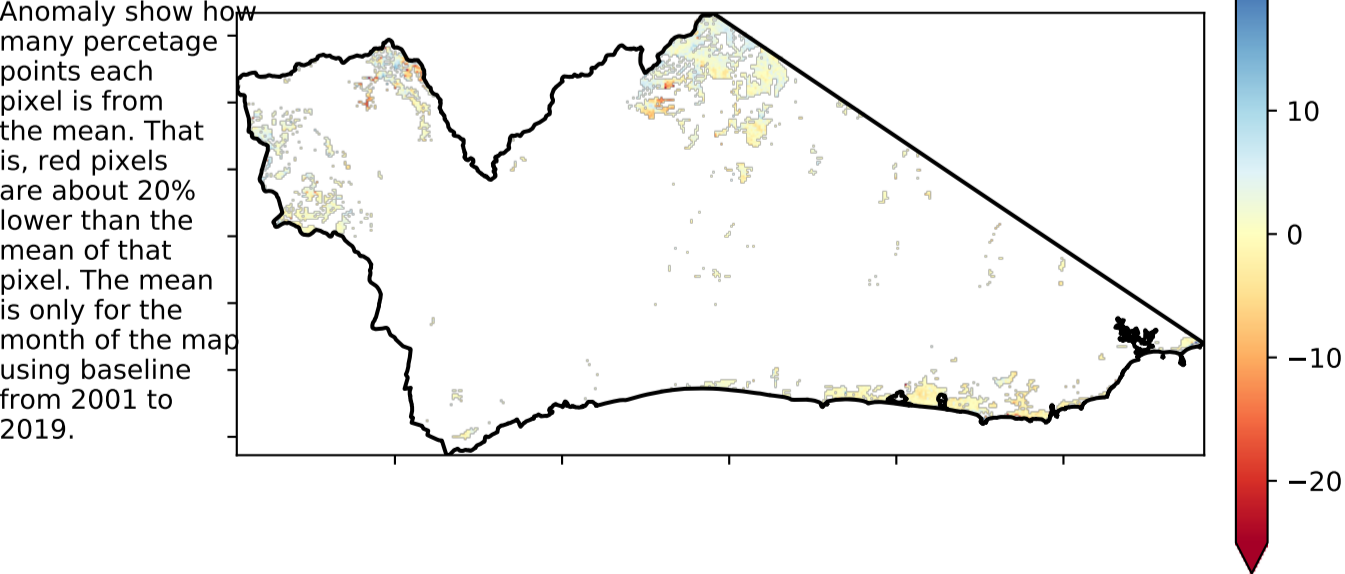 Anomaly show how
many percetage
points each
pixel is from
the mean. That
is, red pixels
are about 20%
lower than the
mean of that
pixel. The mean
is only for the
month of the map
using baseline
from 2001 to
2019.
10
0
−10
−20